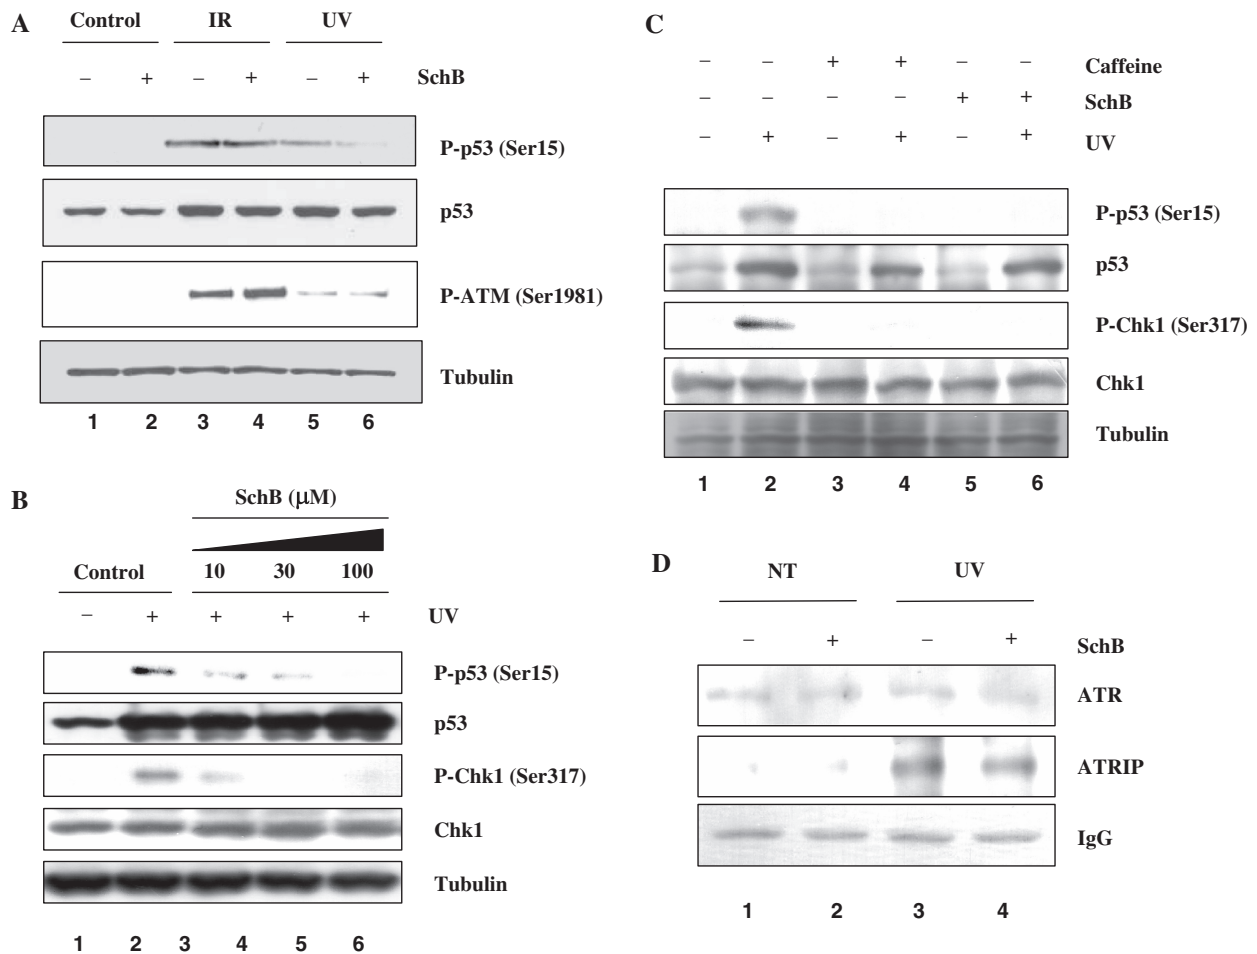 A
Control IR UV
– + – + – + SchB
P-p53 (Ser15)
p53
P-ATM (Ser1981)
Tubulin
1 2 3 4 5 6
B
SchB (μM)
Control 10 30 100
– + + + + UV
P-p53 (Ser15)
p53
P-Chk1 (Ser317)
Chk1
Tubulin
1 2 3 4 5 6
C
– – + + – – Caffeine
– – – – + + SchB
– + – + – + UV
P-p53 (Ser15)
p53
P-Chk1 (Ser317)
Chk1
Tubulin
1 2 3 4 5 6
D
NT UV
– + – + SchB
ATR
ATRIP
IgG
1 2 3 4